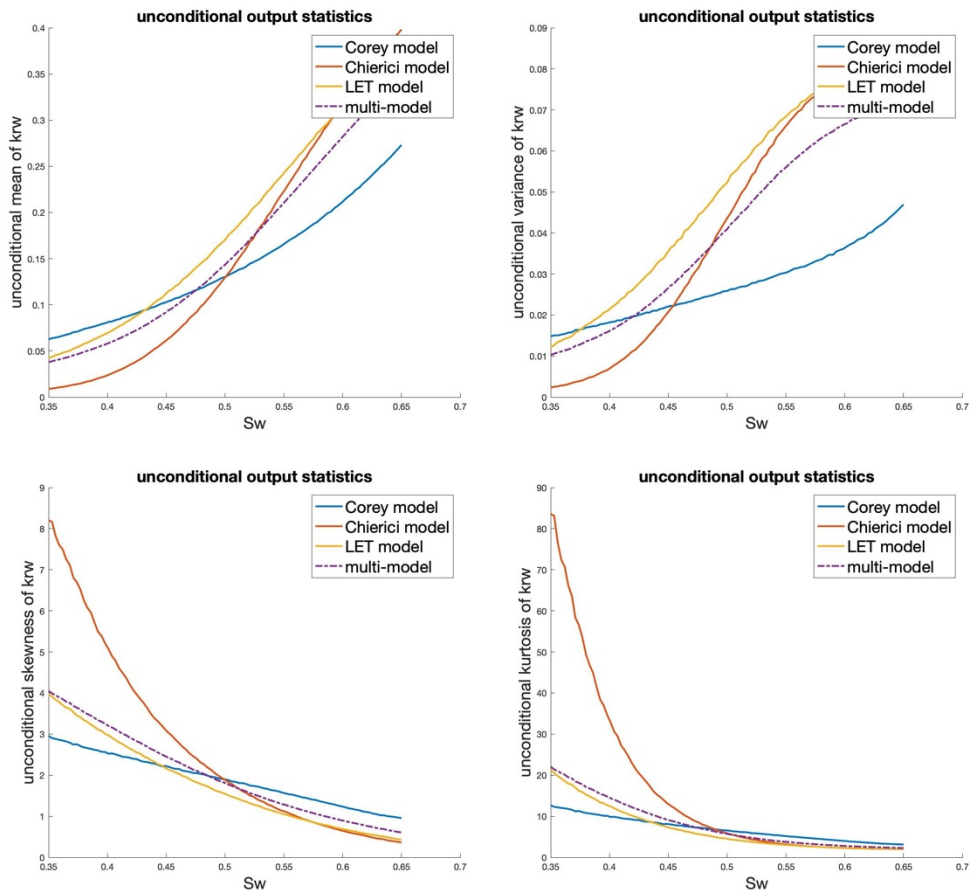 unconditional output statistics
unconditional mean of krw
0.4
0.35
0.3
0.25
0.2
0.15
0.1
0.05
0
Corey model
Chierici model
LET model
multi-model
0.35 0.4 0.45 0.5 0.55 0.6 0.65 0.7
Sw
unconditional output statistics
unconditional variance of krw
0.09
0.08
0.07
0.06
0.05
0.04
0.03
0.02
0.01
0
Corey model
Chierici model
LET model
multi-model
0.35 0.4 0.45 0.5 0.55 0.6 0.65 0.7
Sw
unconditional output statistics
unconditional skewness of krw
9
8
7
6
5
4
3
2
1
0
Corey model
Chierici model
LET model
multi-model
0.35 0.4 0.45 0.5 0.55 0.6 0.65 0.7
Sw
unconditional output statistics
unconditional kurtosis of krw
90
80
70
60
50
40
30
20
10
0
Corey model
Chierici model
LET model
multi-model
0.35 0.4 0.45 0.5 0.55 0.6 0.65 0.7
Sw